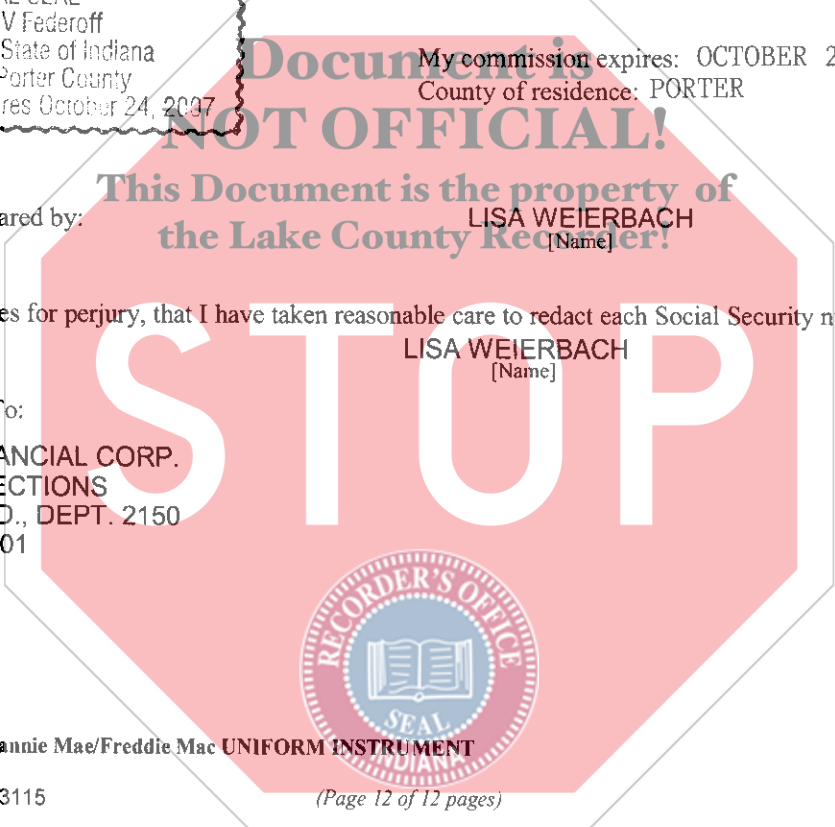 V Federoff
State of Indiana
Porter County
res October 24, 2007
My commission expires: OCTOBER 2
County of residence: PORTER
Document is
NOT OFFICIAL!
This Document is the property of
the Lake County Recorder!
ared by:
LISA WEIERBACH
[Name]
es for perjury, that I have taken reasonable care to redact each Social Security n
LISA WEIERBACH
[Name]
STOP
o:
ANCIAL CORP.
ECTIONS
D., DEPT. 2150
01
RECORDER'S OFFICE
SEAL
INDIANA
annie Mae/Freddie Mac UNIFORM INSTRUMENT
3115
(Page 12 of 12 pages)